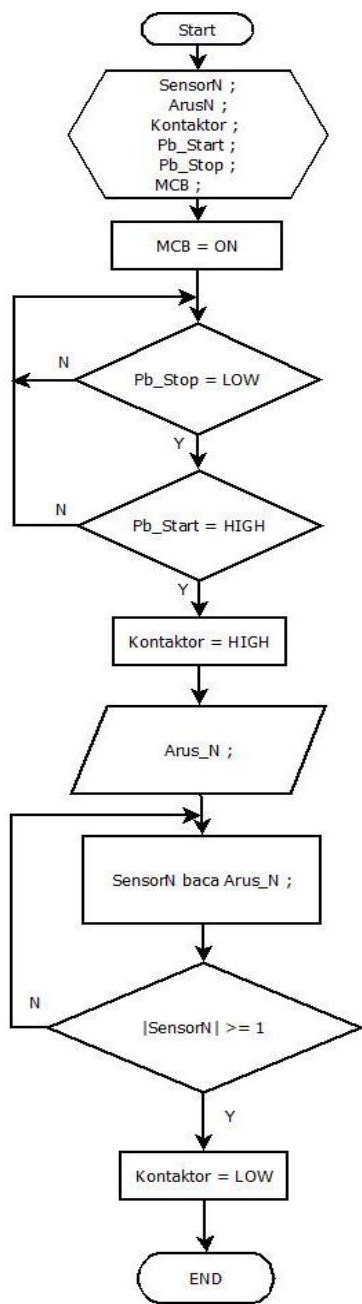 Start
SensorN ;
ArusN ;
Kontaktor ;
Pb_Start ;
Pb_Stop ;
MCB ;
MCB = ON
N
Pb_Stop = LOW
Y
N
Pb_Start = HIGH
Y
Kontaktor = HIGH
Arus_N ;
SensorN baca Arus_N ;
N
|SensorN| >= 1
Y
Kontaktor = LOW
END